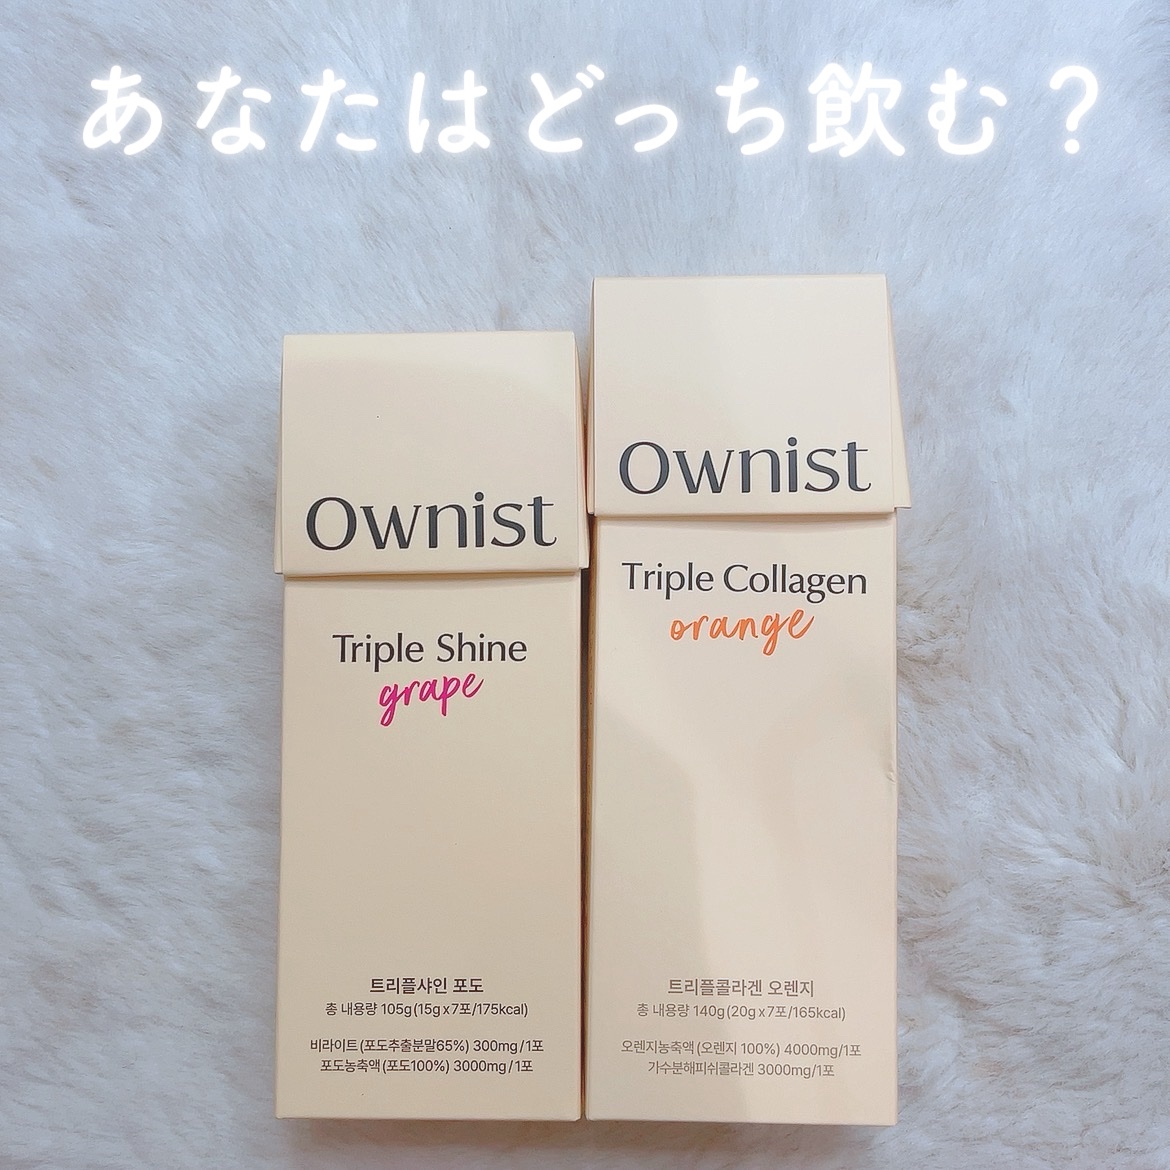 あなたはどっち飲む？
Ownist
Triple Shine
grape
트리플샤인 포도
총 내용량 105g(15g x 7포/175kcal)
비라이트(포도추출분말65%) 300mg/1포
포도농축액(포도100%) 3000mg/1포
Ownist
Triple Collagen
orange
트리플콜라겐 오렌지
총 내용량 140g(20g x 7포/165kcal)
오렌지농축액 (오렌지 100%) 4000mg/1포
가수분해피쉬콜라겐 3000mg/1포